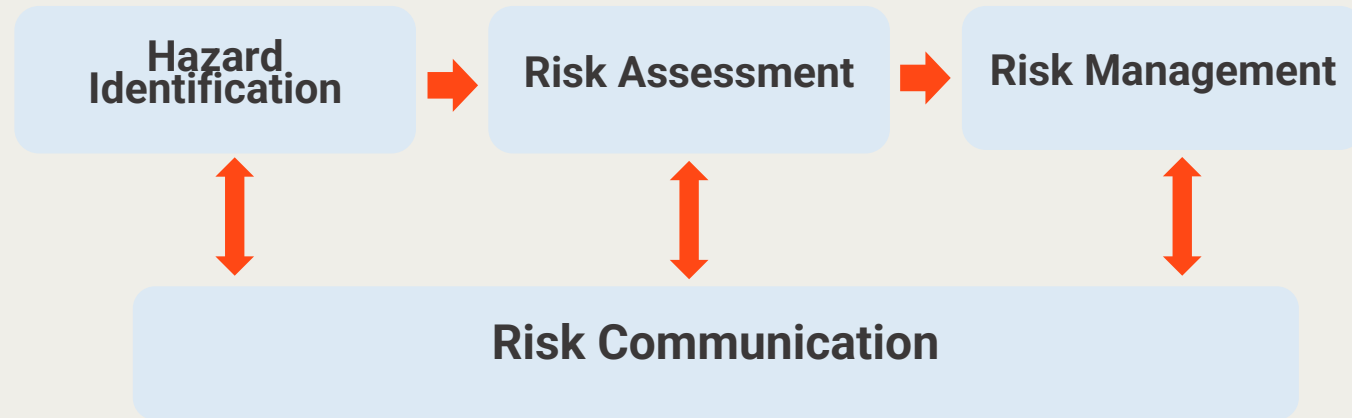 Hazard
Identification
Risk Assessment
Risk Management
Risk Communication